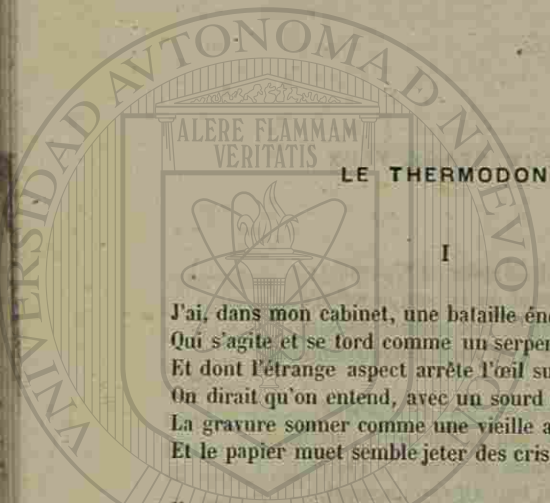 UNIVERSIDAD AUTONOMA DE NUEVO
ALERE FLAMMAM
VERITATIS
LE THERMODON
I
J'ai, dans mon cabinet, une bataille
Qui s'agite et se tord comme un
Et dont l'étrange aspect arrête l'œil
On dirait qu'on entend, avec un sourd
La gravure sonner comme une vieille
Et le papier muet semble jeter des cris